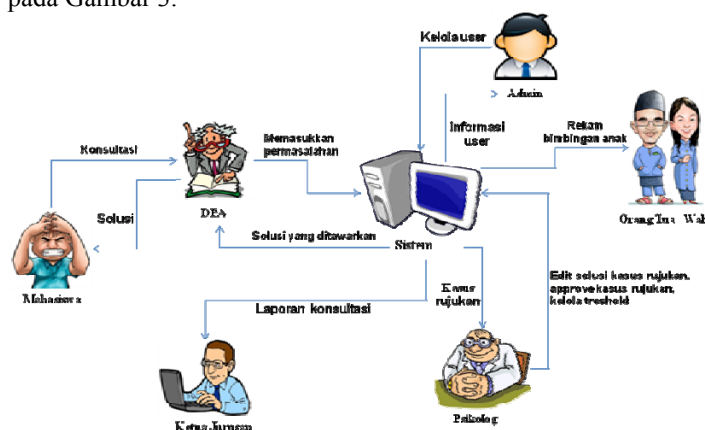 pada Gambar 3.
Kelola user
Admin
Konsultasi
Memasukkan
permasalahan
Informasi
user
Rekam
bimbingan anak
DPA
Solusi
Solusi yang ditawarkan
Sistem
Orang Tua Wali
Mahasiswa
Laporan konsultasi
Kasus
rujukan
Edit solusi kasus rujukan,
approve kasus rujukan,
kelola treshold
Psikolog
Ketua Jurusan